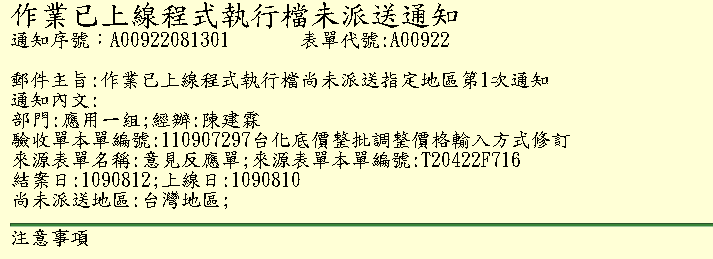 作業已上線程式執行檔未派送通知
通知序號：A00922081301 表單代號:A00922
郵件主旨:作業已上線程式執行檔尚未派送指定地區第1次通知
通知內文:
部門:應用一組;經辦:陳建霖
驗收單本單編號:110907297台化底價整批調整價格輸入方式修訂
來源表單名稱:意見反應單;來源表單本單編號:T20422F716
結案日:1090812;上線日:1090810
尚未派送地區:台灣地區;
注意事項